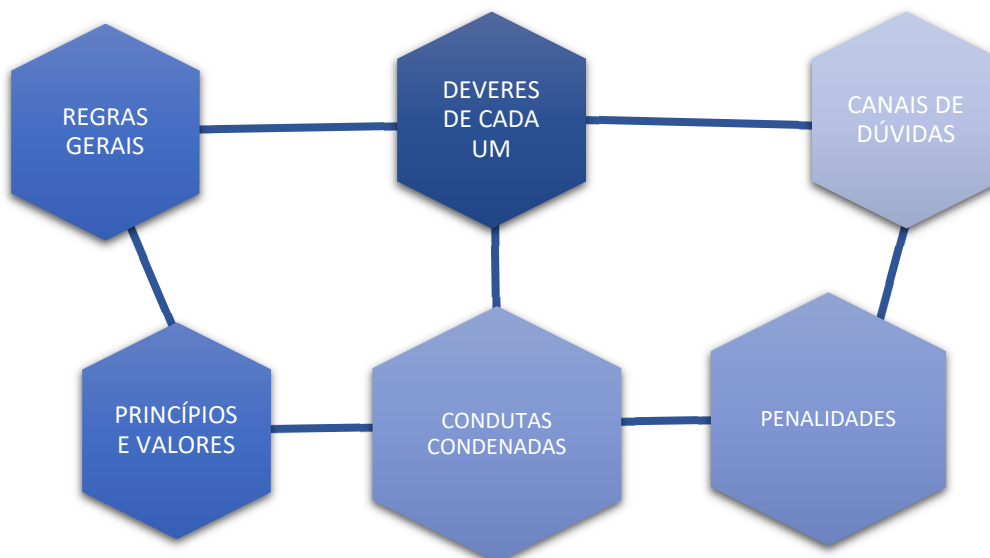 REGRAS
GERAIS
DEVERES
DE CADA
UM
CANAIS DE
DÚVIDAS
PRINCÍPIOS
E VALORES
CONDUTAS
CONDENADAS
PENALIDADES